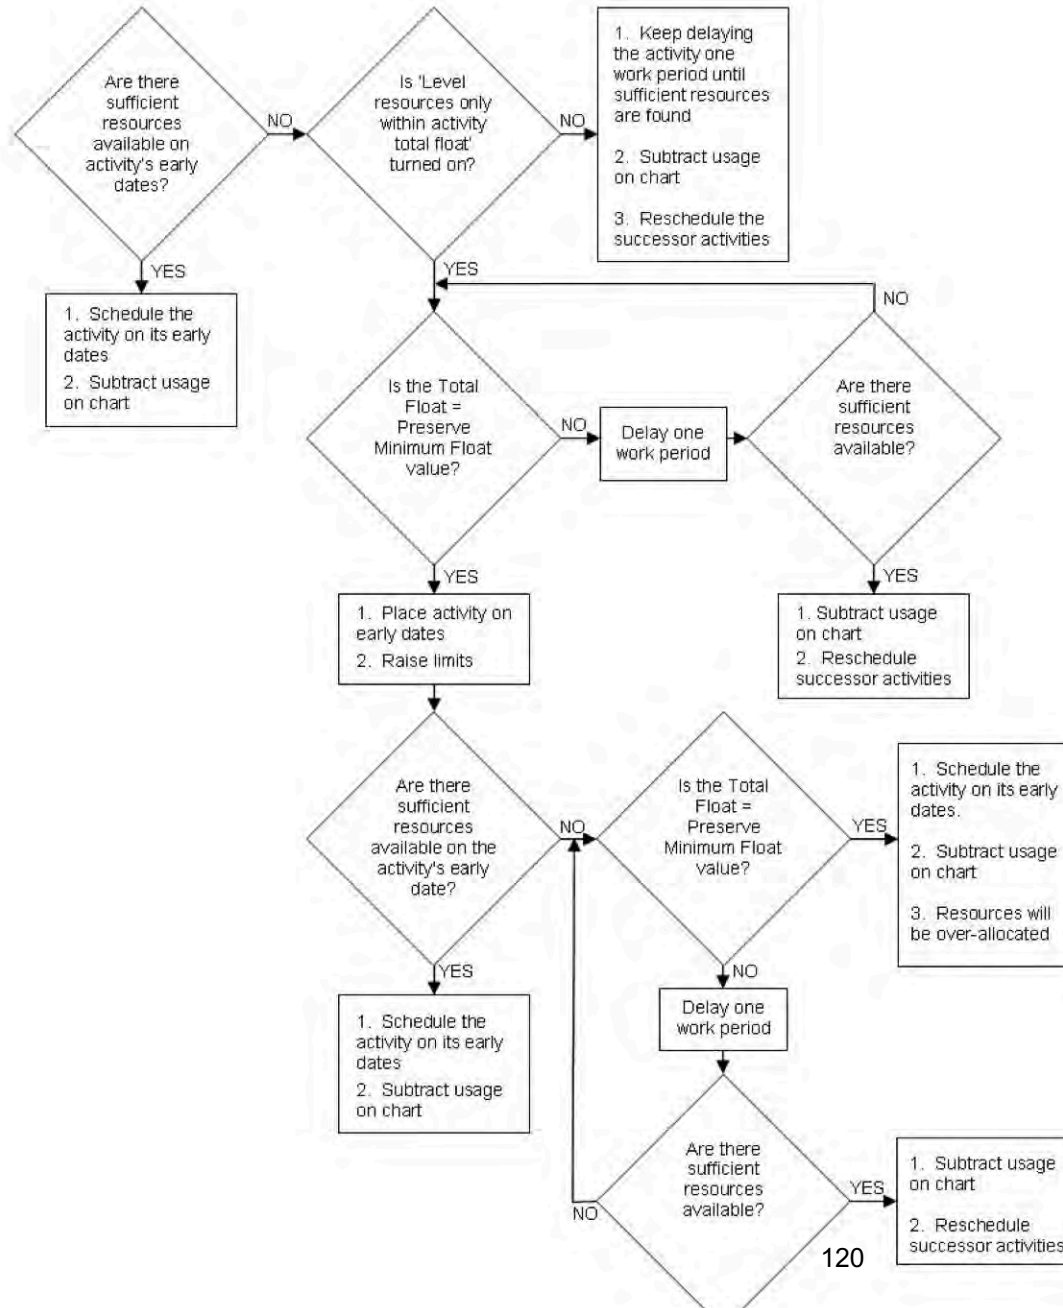 Are there
sufficient
resources
available on
activity's early
dates?
NO
Is 'Level
resources only
within activity
total float'
turned on?
NO
1. Keep delaying
the activity one
work period until
sufficient resources
are found
2. Subtract usage
on chart
3. Reschedule the
successor activities
YES
1. Schedule the
activity on its early
dates
2. Subtract usage
on chart
YES
NO
Is the Total
Float =
Preserve
Minimum Float
value?
NO
Delay one
work period
Are there
sufficient
resources
available?
YES
1. Place activity on
early dates
2. Raise limits
YES
1. Subtract usage
on chart
2. Reschedule
successor activities
Are there
sufficient
resources
available on the
activity's early
date?
NO
Is the Total
Float =
Preserve
Minimum Float
value?
YES
1. Schedule the
activity on its early
dates.
2. Subtract usage
on chart
3. Resources will
be over-allocated
YES
1. Schedule the
activity on its early
dates
2. Subtract usage
on chart
NO
Delay one
work period
Are there
sufficient
resources
available?
NO
YES
1. Subtract usage
on chart
2. Reschedule
successor activities
120